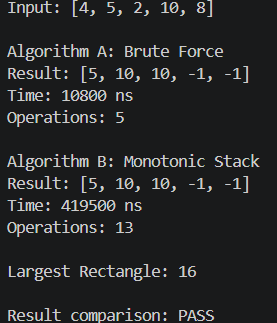 Input: [4, 5, 2, 10, 8]
Algorithm A: Brute Force
Result: [5, 10, 10, -1, -1]
Time: 10800 ns
Operations: 5
Algorithm B: Monotonic Stack
Result: [5, 10, 10, -1, -1]
Time: 419500 ns
Operations: 13
Largest Rectangle: 16
Result comparison: PASS